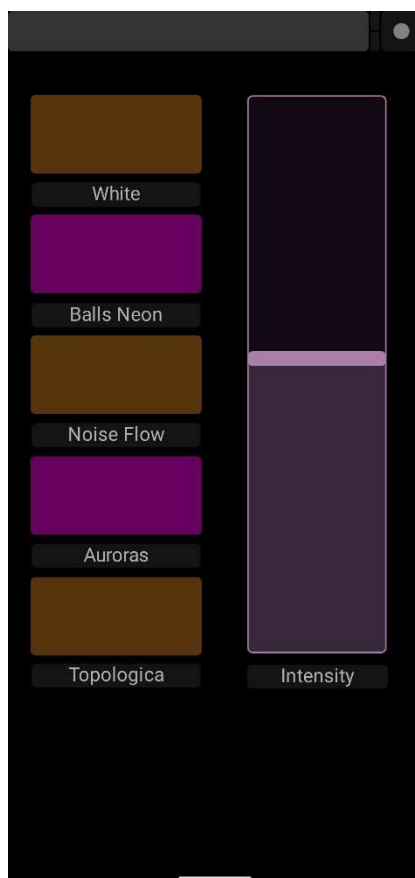 White
Balls Neon
Noise Flow
Auroras
Topologica
Intensity